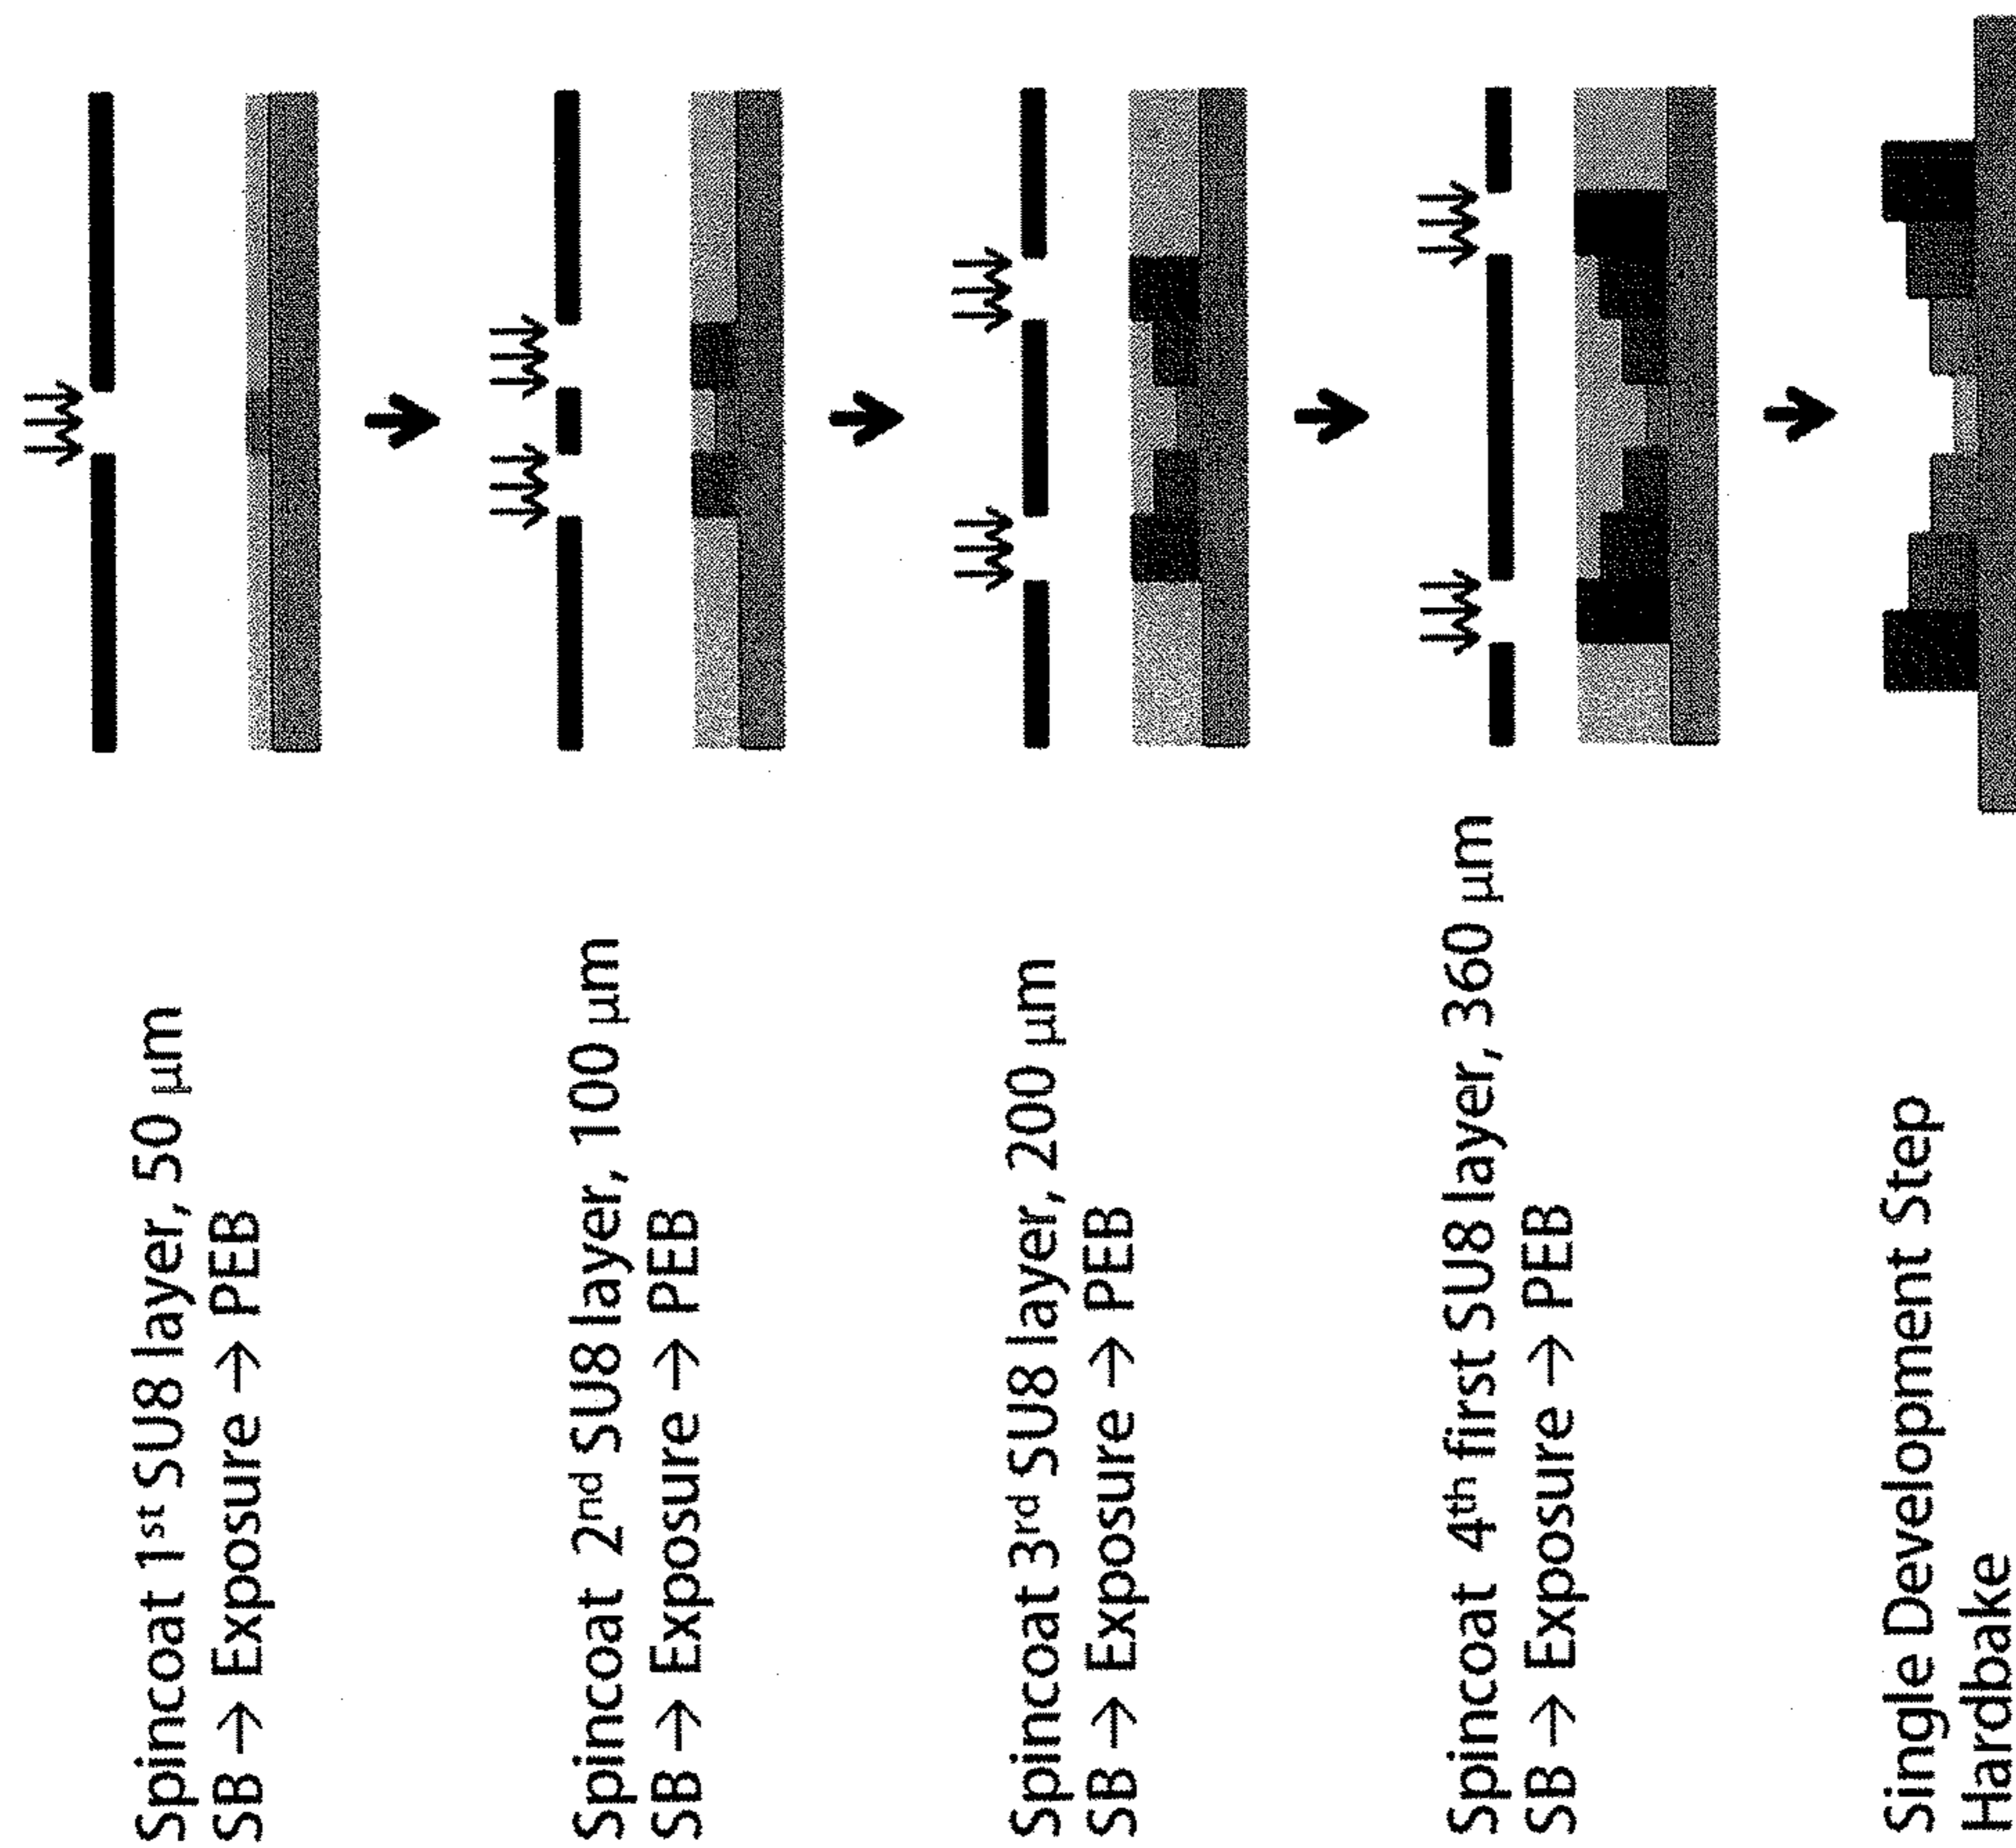 Spincoat 1st SU8 layer, 50 µm
SB → Exposure → PEB
Spincoat 2nd SU8 layer, 100 µm
SB → Exposure → PEB
Spincoat 3rd SU8 layer, 200 µm
SB → Exposure → PEB
Spincoat 4th first SU8 layer, 360 µm
SB → Exposure → PEB
Single Development Step
Hardbake